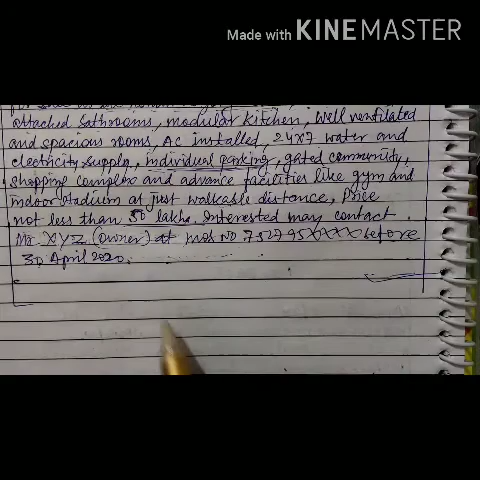 Made with KINEMASTER
attached bathrooms, modular kitchen, well ventilated
and spacious rooms, AC installed, 24x7 water and
electricity supply, individual parking, gated community,
shopping complex and advance facilities like gym and
indoor stadium at just walkable distance, Price
not less than 50 lakhs. Interested may contact.
Mr. XYZ (owner) at mob NO 752795XXXX before
30 April 2020.